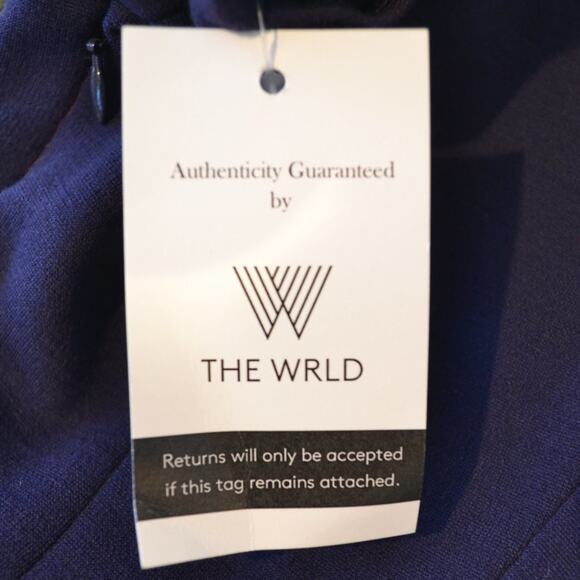 Authenticity Guaranteed
by
THE WRLD
Returns will only be accepted
if this tag remains attached.